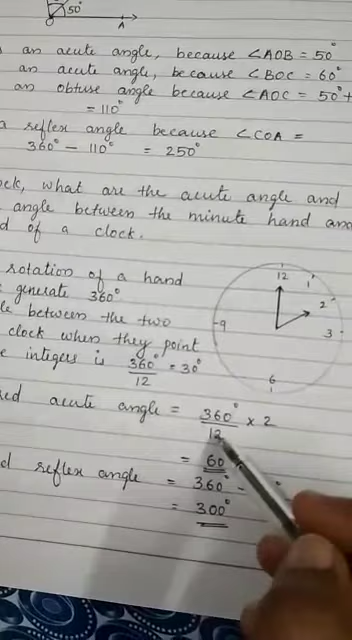 50°
O A
an acute angle, because ∠AOB = 50°
an acute angle, because ∠BOC = 60°
an obtuse angle because ∠AOC = 50° +
= 110°
a reflex angle because ∠COA =
360° - 110° = 250°
ock, what are the acute angle and
angle between the minute hand and
d of a clock.
rotation of a hand
generate 360°
le between the two
clock when they point
e integers is 360°/12 = 30°
12
1
2
3
6
9
red acute angle = 360°/12 × 2
= 60
d reflex angle = 360° -
= 300°